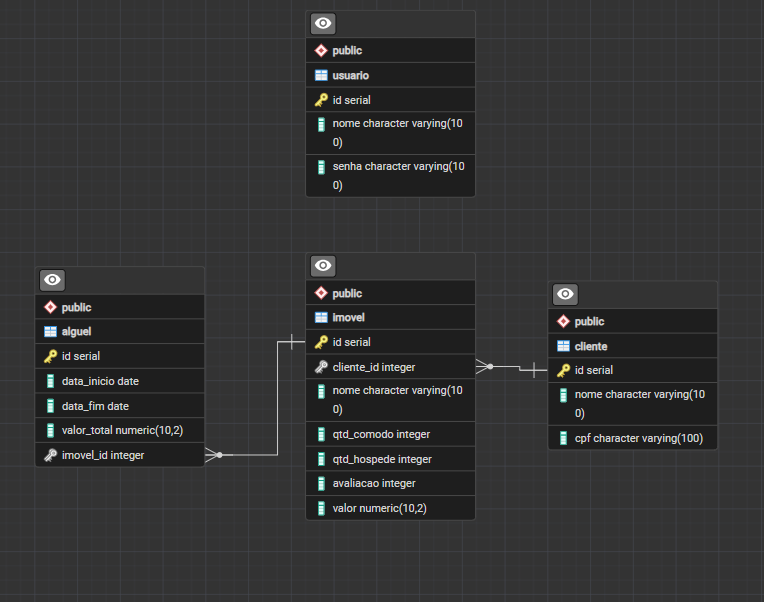 public
usuario
id serial
nome character varying(10
0)
senha character varying(10
0)
public
alguel
id serial
data_inicio date
data_fim date
valor_total numeric(10,2)
imovel_id integer
public
imovel
id serial
cliente_id integer
nome character varying(10
0)
qtd_comodo integer
qtd_hospede integer
avaliacao integer
valor numeric(10,2)
public
cliente
id serial
nome character varying(10
0)
cpf character varying(100)